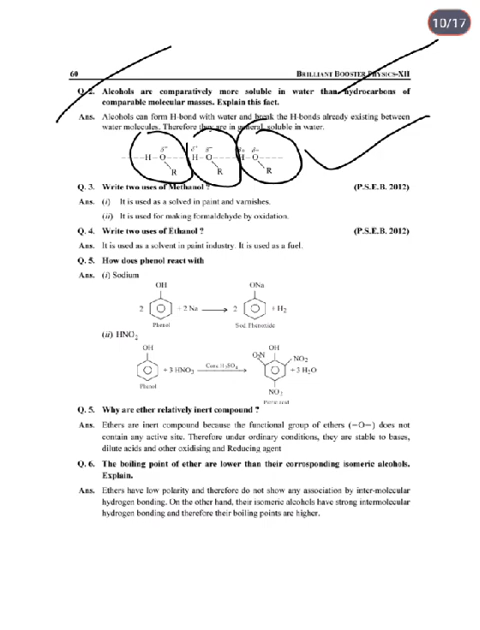 10/17
60 BRILLIANT BOOSTER PHYSICS-XII
Q. 2. Alcohols are comparatively more soluble in water than hydrocarbons of
comparable molecular masses. Explain this fact.
Ans. Alcohols can form H-bond with water and break the H-bonds already existing between
water molecules. Therefore they are in general, soluble in water.
δ− δ+ δ− δ+ δ−
H—O H—O H—O
R R R
Q. 3. Write two uses of Methanol ? (P.S.E.B. 2012)
Ans. (i) It is used as a solved in paint and varnishes.
(ii) It is used for making formaldehyde by oxidation.
Q. 4. Write two uses of Ethanol ? (P.S.E.B. 2012)
Ans. It is used as a solvent in paint industry. It is used as a fuel.
Q. 5. How does phenol react with
Ans. (i) Sodium
OH ONa
2 + 2 Na ⟶ 2 + H₂
Phenol Sod. Phenoxide
(ii) HNO₂
OH OH
O₂N NO₂
+ 3 HNO₃ Conc H₂SO₄ + 3 H₂O
Phenol NO₂
Picric acid
Q. 5. Why are ether relatively inert compound ?
Ans. Ethers are inert compound because the functional group of ethers (−O−) does not
contain any active site. Therefore under ordinary conditions, they are stable to bases,
dilute acids and other oxidising and Reducing agent
Q. 6. The boiling point of ether are lower than their corrsponding isomeric alcohols.
Explain.
Ans. Ethers have low polarity and therefore do not show any association by inter-molecular
hydrogen bonding. On the other hand, their isomeric alcohols have strong intermolecular
hydrogen bonding and therefore their boiling points are higher.